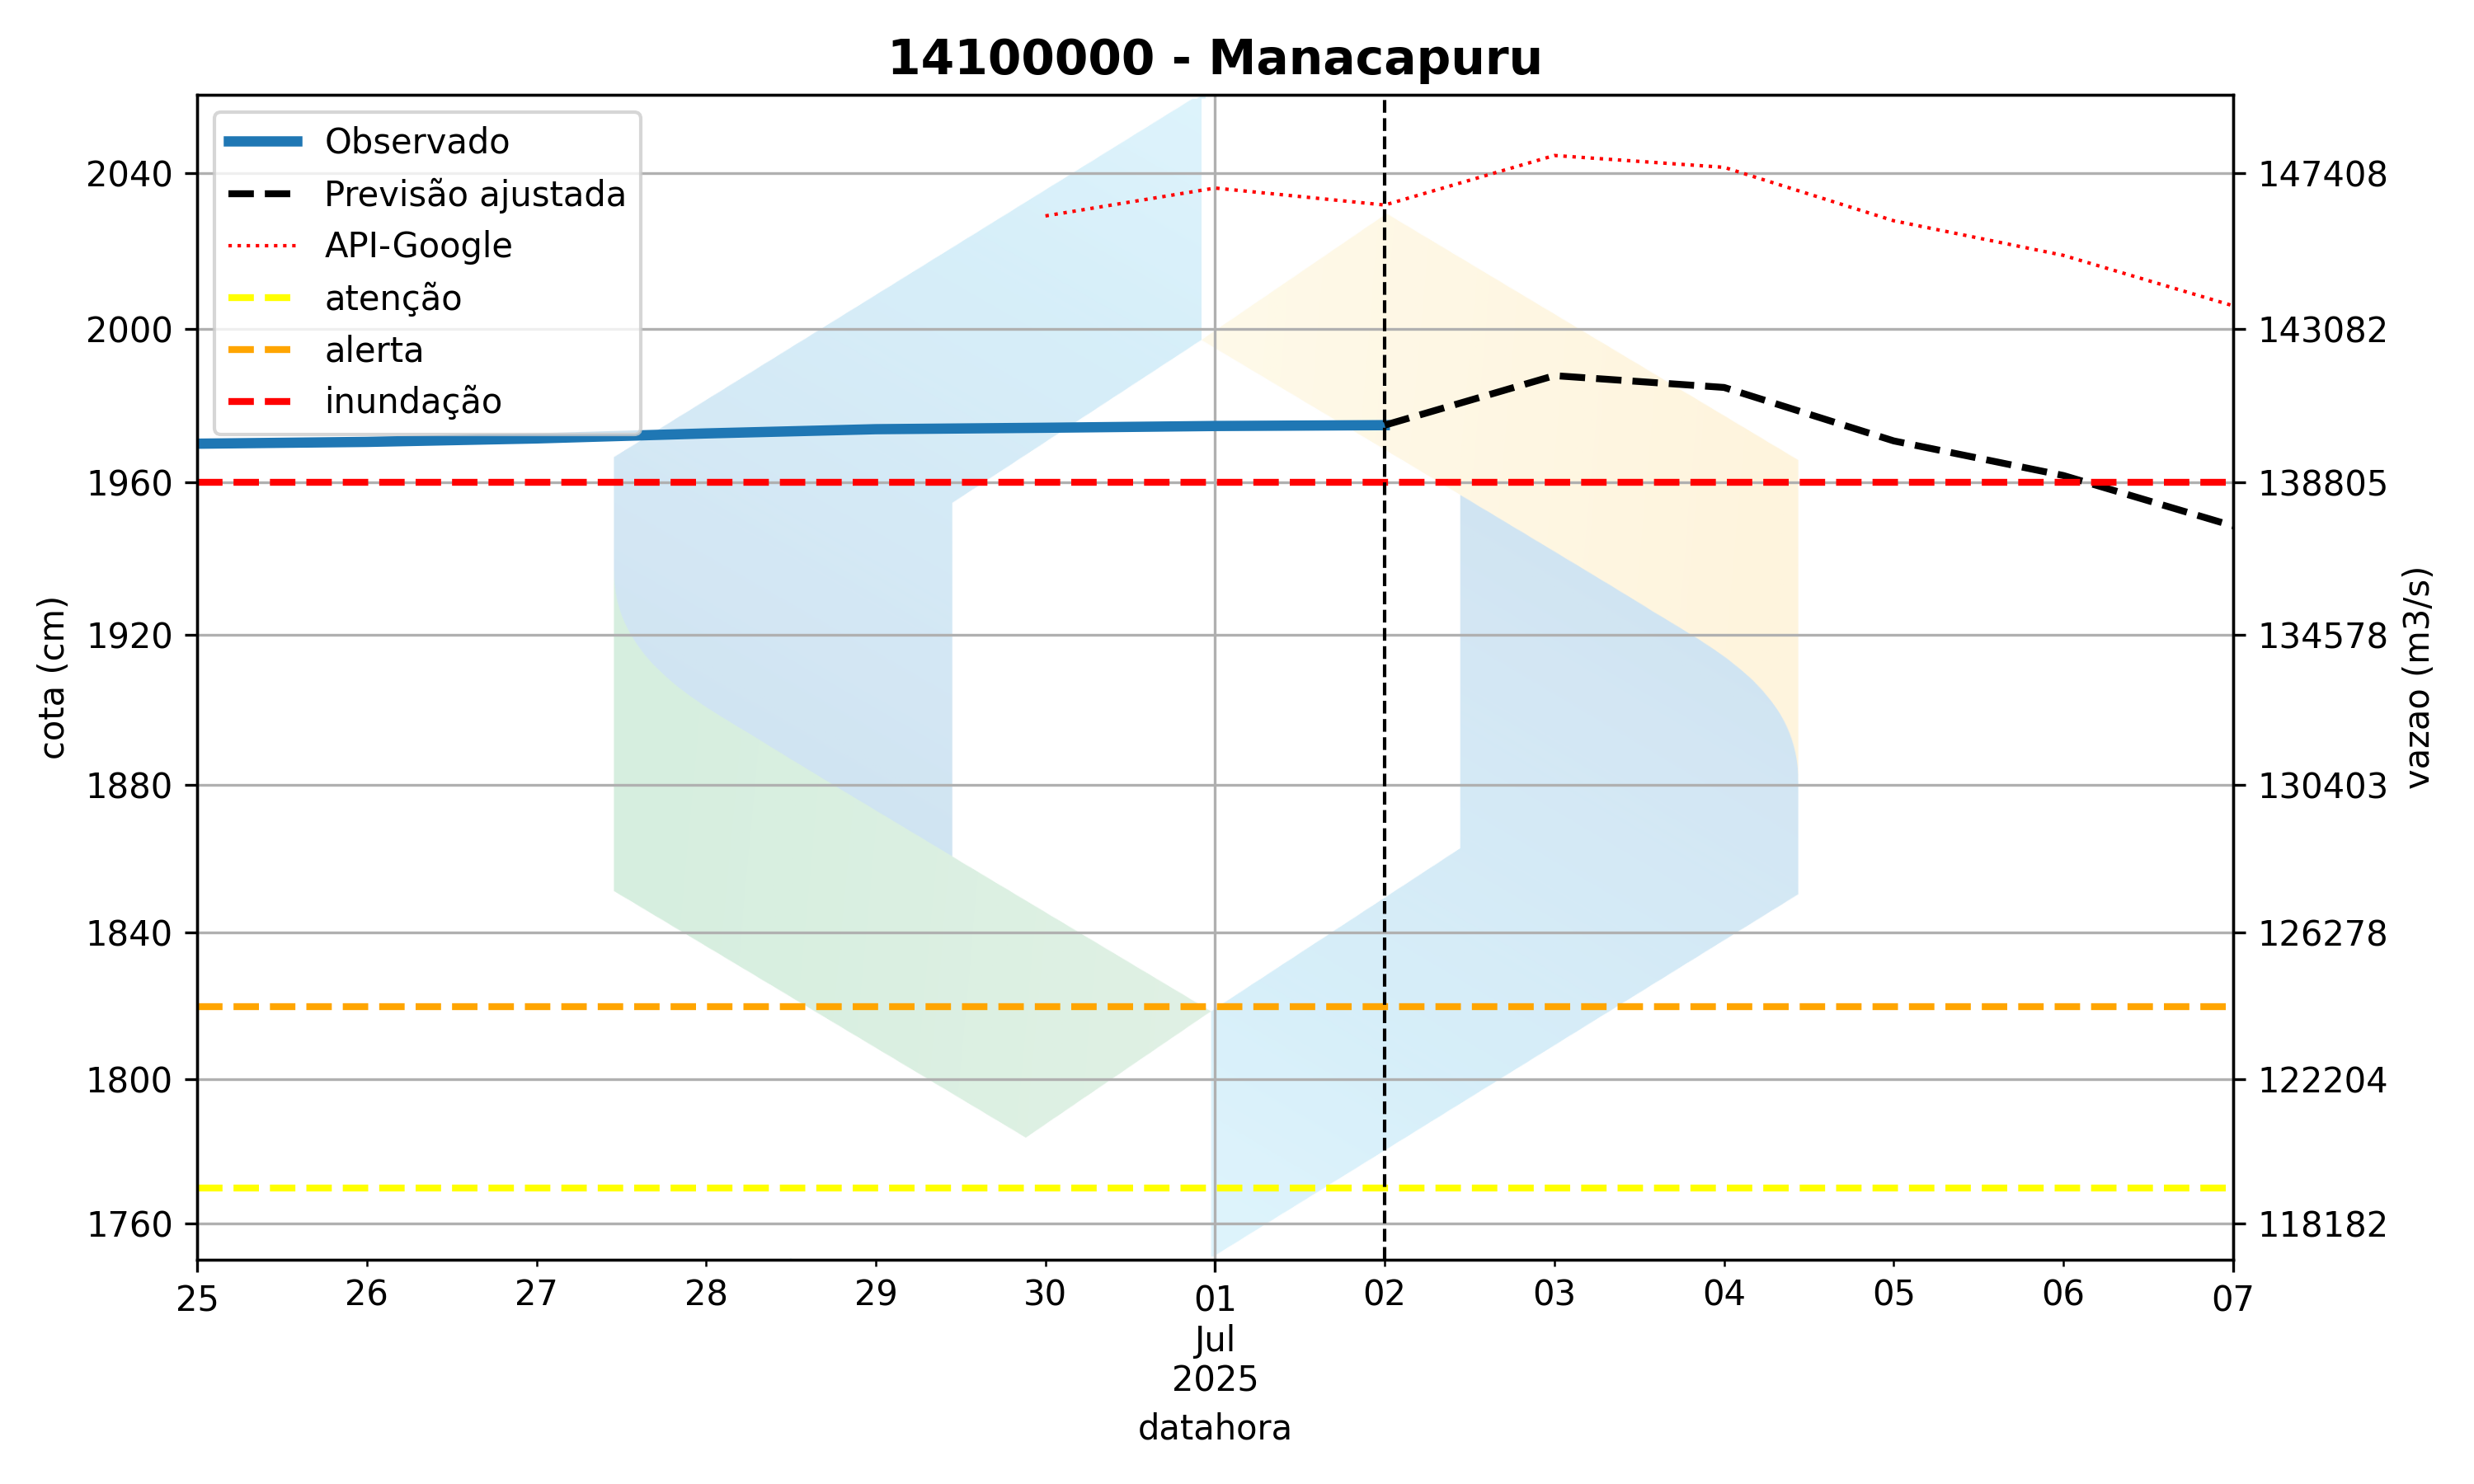 14100000 - Manacapuru
Observado
Previsão ajustada
API-Google
atenção
alerta
inundação
2040
2000
1960
1920
1880
1840
1800
1760
cota (cm)
147408
143082
138805
134578
130403
126278
122204
118182
vazao (m3/s)
25 26 27 28 29 30 01 02 03 04 05 06 07
Jul
2025
datahora